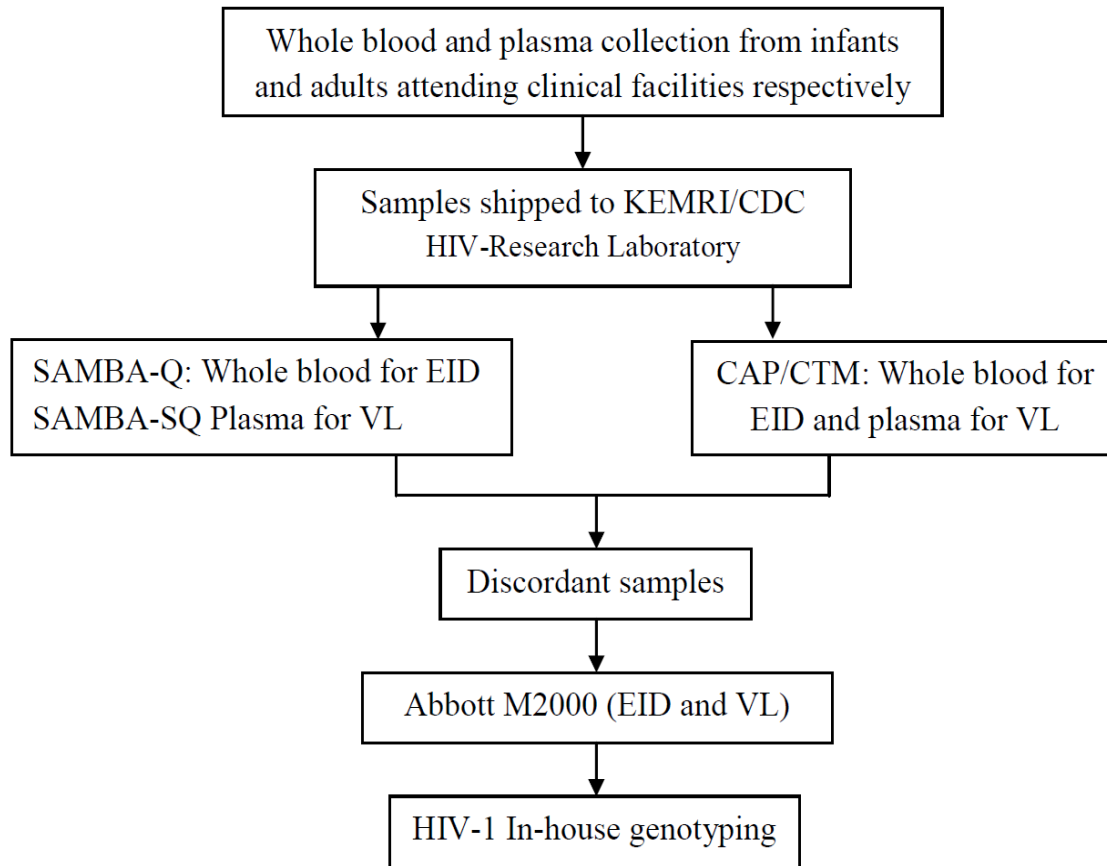 Whole blood and plasma collection from infants
and adults attending clinical facilities respectively
Samples shipped to KEMRI/CDC
HIV-Research Laboratory
SAMBA-Q: Whole blood for EID
SAMBA-SQ Plasma for VL
CAP/CTM: Whole blood for
EID and plasma for VL
Discordant samples
Abbott M2000 (EID and VL)
HIV-1 In-house genotyping